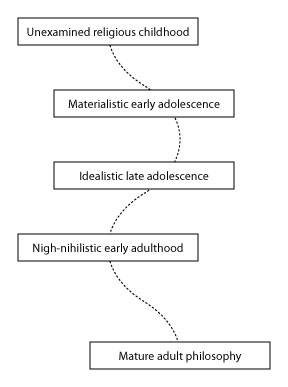 Unexamined religious childhood
Materialistic early adolescence
Idealistic late adolescence
Nigh-nihilistic early adulthood
Mature adult philosophy